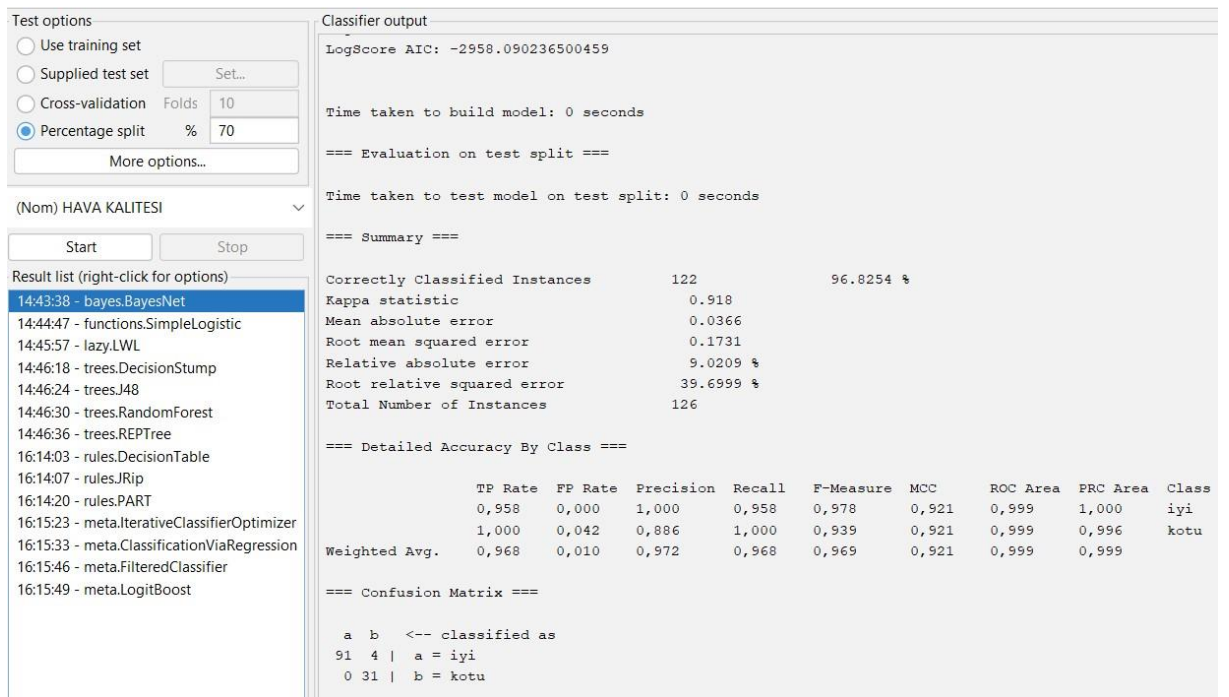 Test options
Use training set
Supplied test set Set...
Cross-validation Folds 10
Percentage split % 70
More options...
(Nom) HAVA KALITESI
Start Stop
Result list (right-click for options)
14:43:38 - bayes.BayesNet
14:44:47 - functions.SimpleLogistic
14:45:57 - lazy.LWL
14:46:18 - trees.DecisionStump
14:46:24 - trees.J48
14:46:30 - trees.RandomForest
14:46:36 - trees.REPTree
16:14:03 - rules.DecisionTable
16:14:07 - rules.JRip
16:14:20 - rules.PART
16:15:23 - meta.IterativeClassifierOptimizer
16:15:33 - meta.ClassificationViaRegression
16:15:46 - meta.FilteredClassifier
16:15:49 - meta.LogitBoost
Classifier output
LogScore AIC: -2958.090236500459
Time taken to build model: 0 seconds
=== Evaluation on test split ===
Time taken to test model on test split: 0 seconds
=== Summary ===
Correctly Classified Instances 122 96.8254 %
Kappa statistic 0.918
Mean absolute error 0.0366
Root mean squared error 0.1731
Relative absolute error 9.0209 %
Root relative squared error 39.6999 %
Total Number of Instances 126
=== Detailed Accuracy By Class ===
TP Rate FP Rate Precision Recall F-Measure MCC ROC Area PRC Area Class
0,958 0,000 1,000 0,958 0,978 0,921 0,999 1,000 iyi
1,000 0,042 0,886 1,000 0,939 0,921 0,999 0,996 kotu
Weighted Avg. 0,968 0,010 0,972 0,968 0,969 0,921 0,999 0,999
=== Confusion Matrix ===
a b <-- classified as
91 4 | a = iyi
0 31 | b = kotu